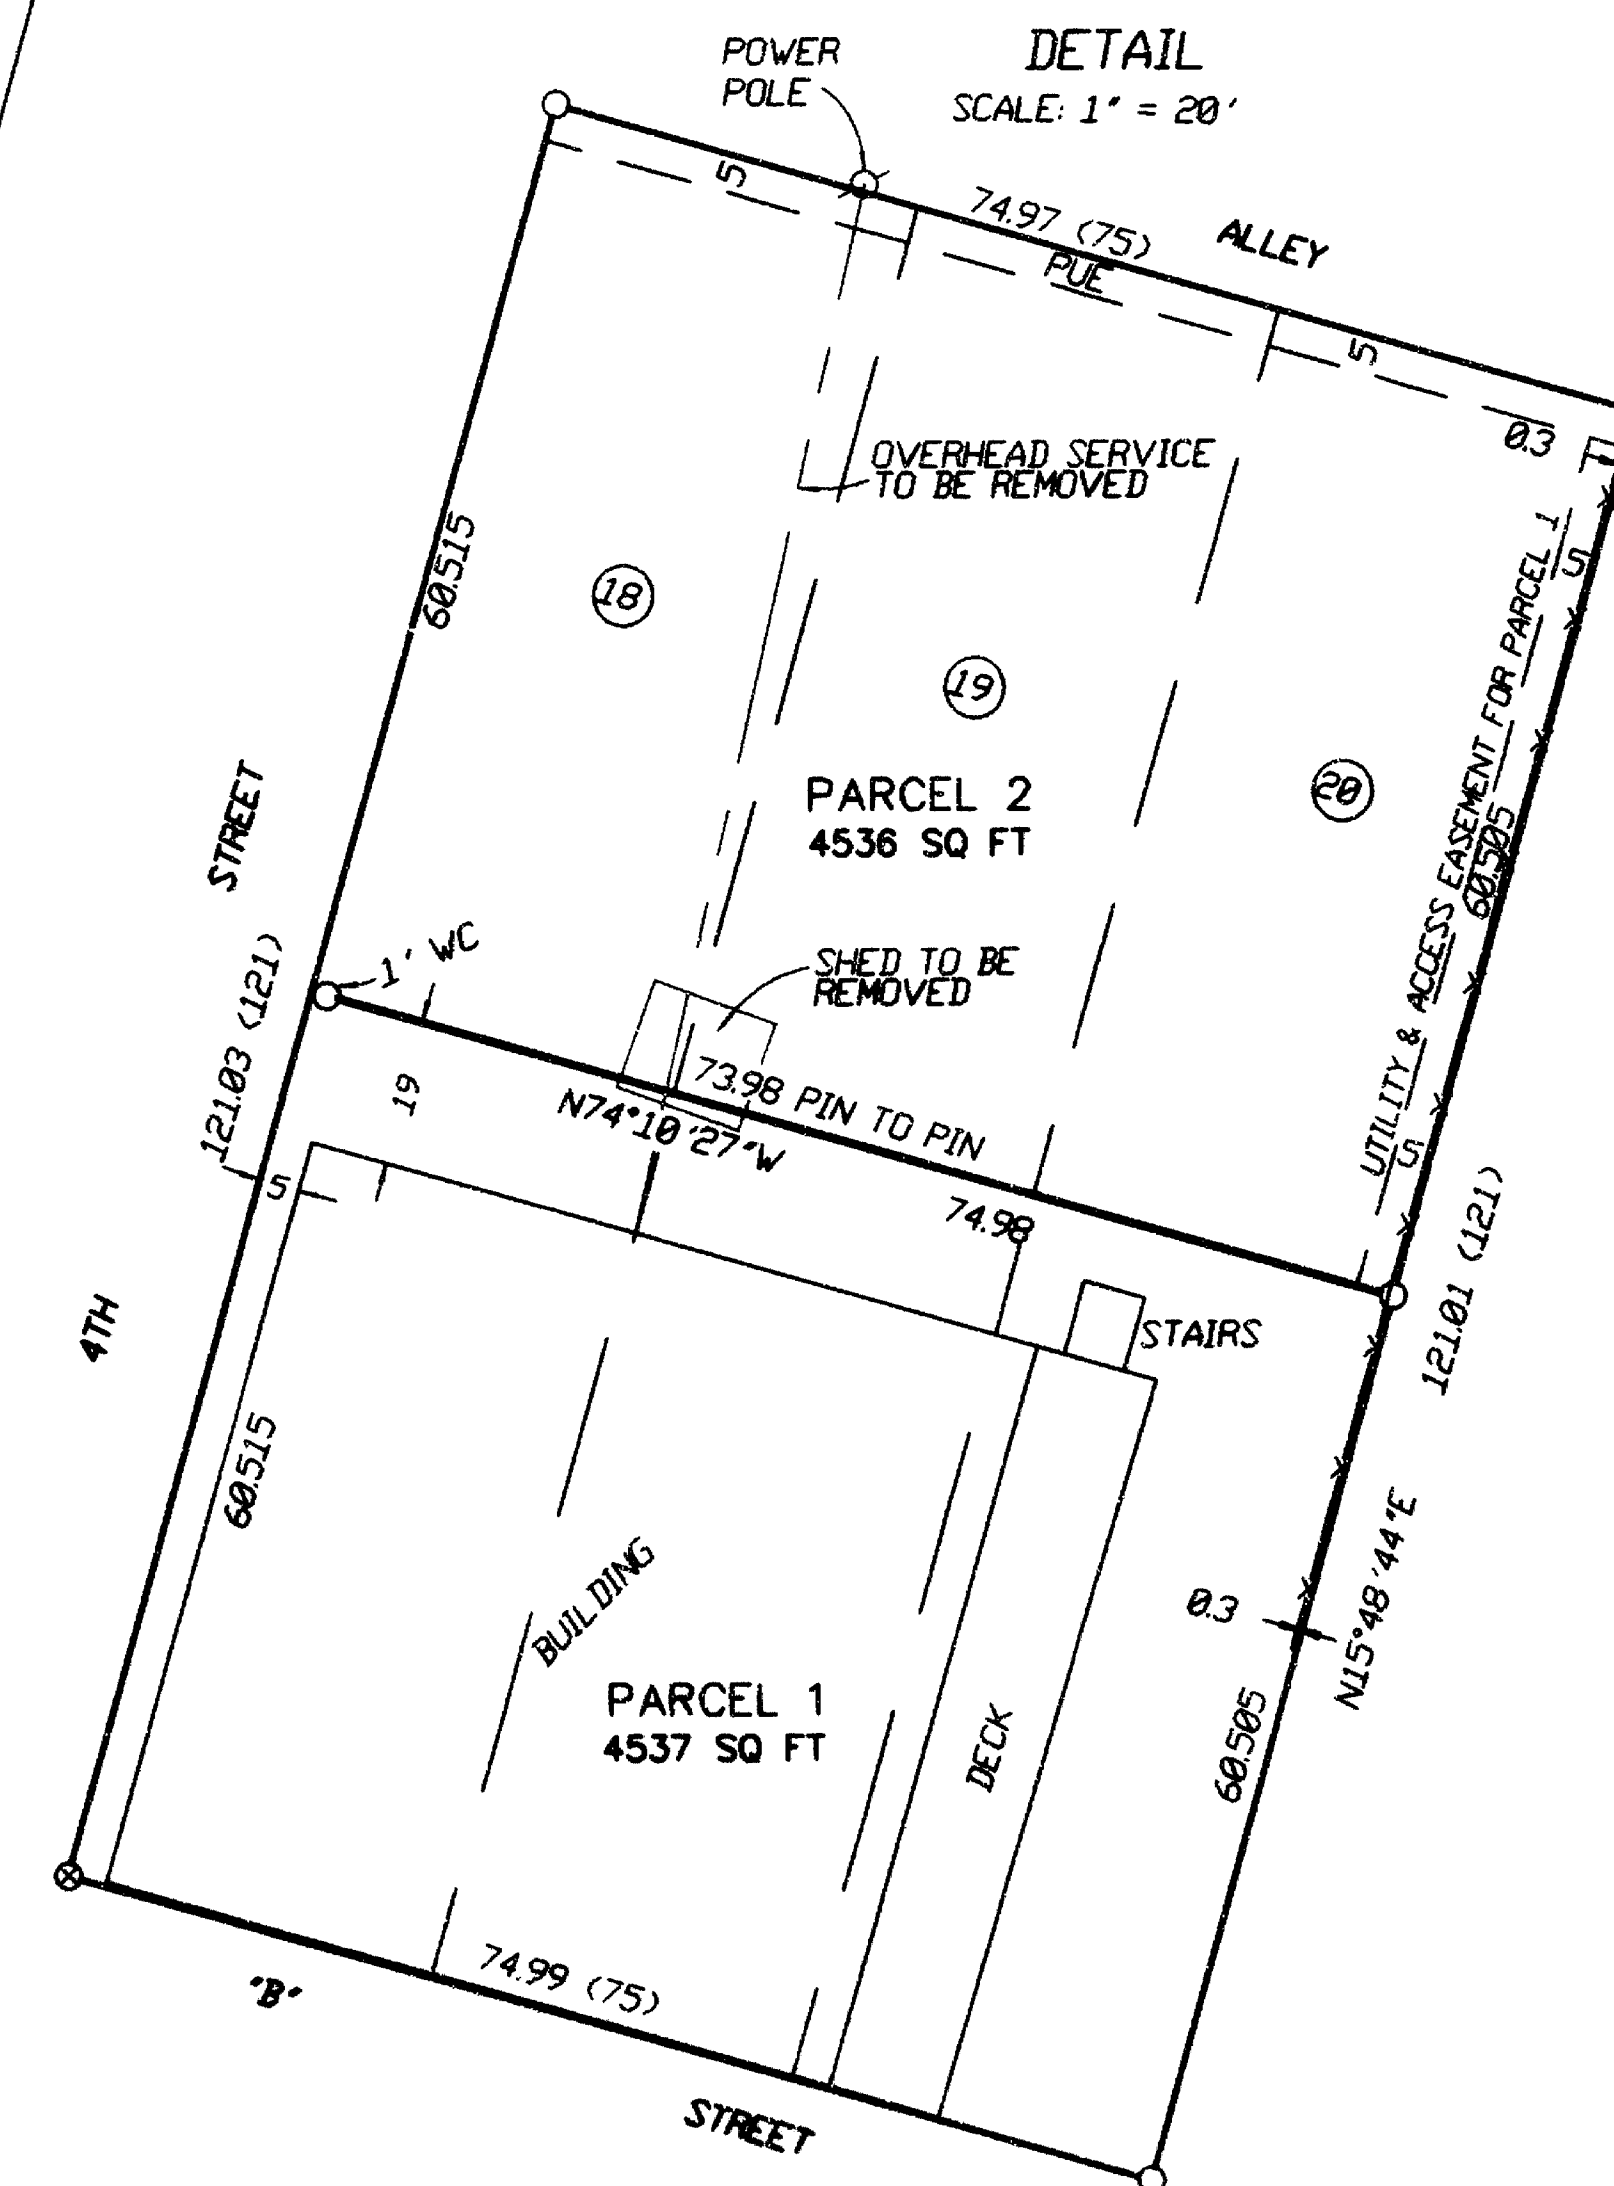 DETAIL
SCALE: 1" = 20'
POWER
POLE
5
74.97 (75)
ALLEY
PUE
5
0.3
OVERHEAD SERVICE
TO BE REMOVED
60.515
18
19
20
PARCEL 2
4536 SQ FT
UTILITY & ACCESS EASEMENT FOR PARCEL 1
5
60.505
STREET
1' WC
SHED TO BE
REMOVED
121.03 (121)
19
73.98 PIN TO PIN
N74°10'27"W
5
5
74.98
121.01 (121)
4TH
STAIRS
60.515
BUILDING
0.3
N15°48'44"E
PARCEL 1
4537 SQ FT
DECK
60.505
74.99 (75)
"B"
STREET